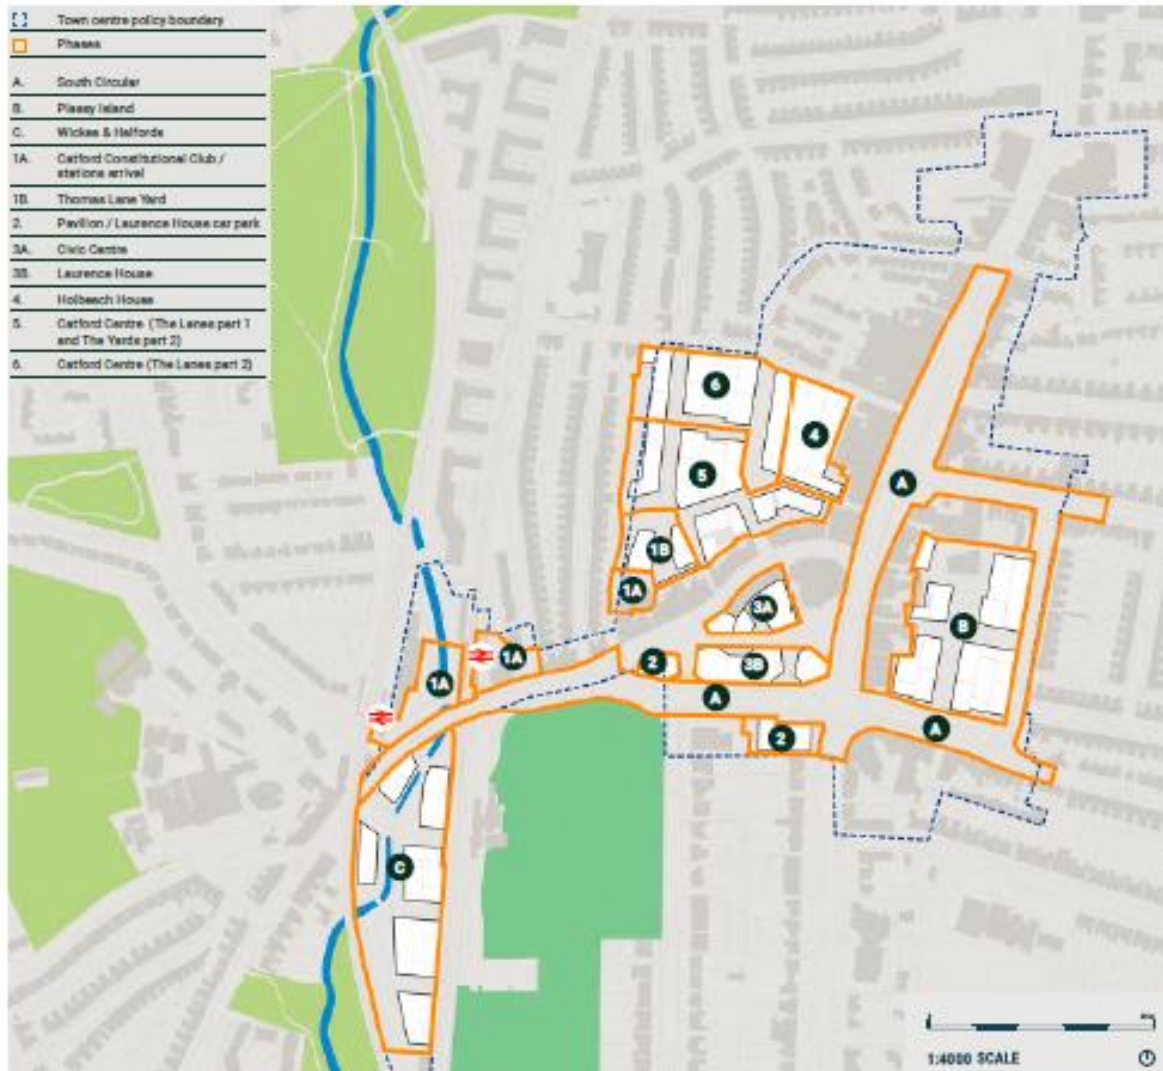 Town centre policy boundary
Phases
A. South Circular
B. Plassy Island
C. Wickes & Halfords
1A. Catford Constitutional Club /
stations arrival
1B. Thomas Lane Yard
2. Pavilion / Laurence House car park
3A. Civic Centre
3B. Laurence House
4. Holbeach House
5. Catford Centre (The Lanes part 1
and The Yards part 2)
6. Catford Centre (The Lanes part 2)
6
4
5
A
1B
1A
3A
B
1A
2
3B
1A
A
A
2
C
1:4000 SCALE